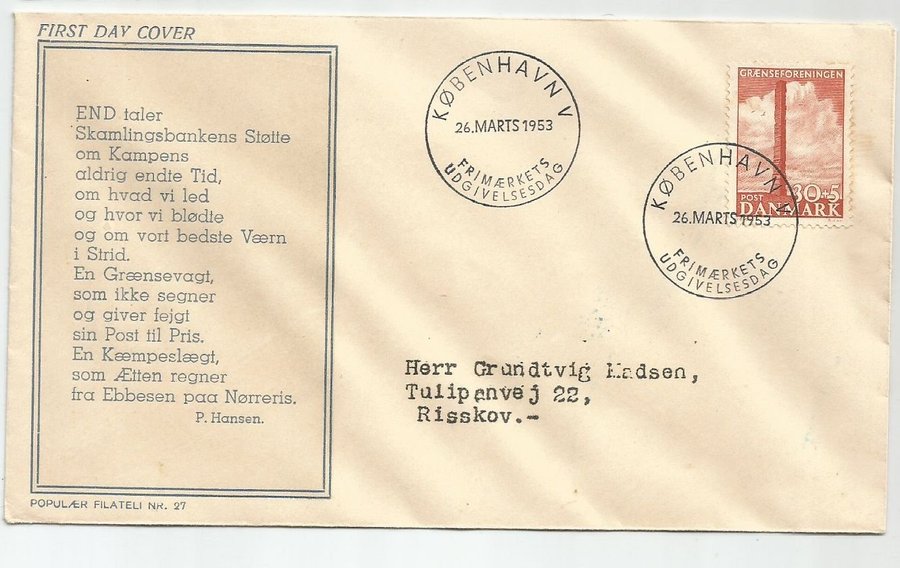 FIRST DAY COVER
END taler
Skamlingsbankens Støtte
om Kampens
aldrig endte Tid,
om hvad vi led
og hvor vi blødte
og om vort bedste Værn
i Strid.
En Grænsevagt,
som ikke segner
og giver fejgt
sin Post til Pris.
En Kæmpeslægt,
som Ætten regner
fra Ebbesen paa Nørreris.
P. Hansen.
POPULÆR FILATELI NR. 27
KØBENHAVN V
26.MARTS 1953
FRIMÆRKETS
UDGIVELSESDAG
GRÆNSEFORENINGEN
POST 30+5
DANMARK
KØBENHAVN V
26.MARTS 1953
FRIMÆRKETS
UDGIVELSESDAG
Herr Grundtvig Madsen,
Tulipanvej 22,
Risskov.-